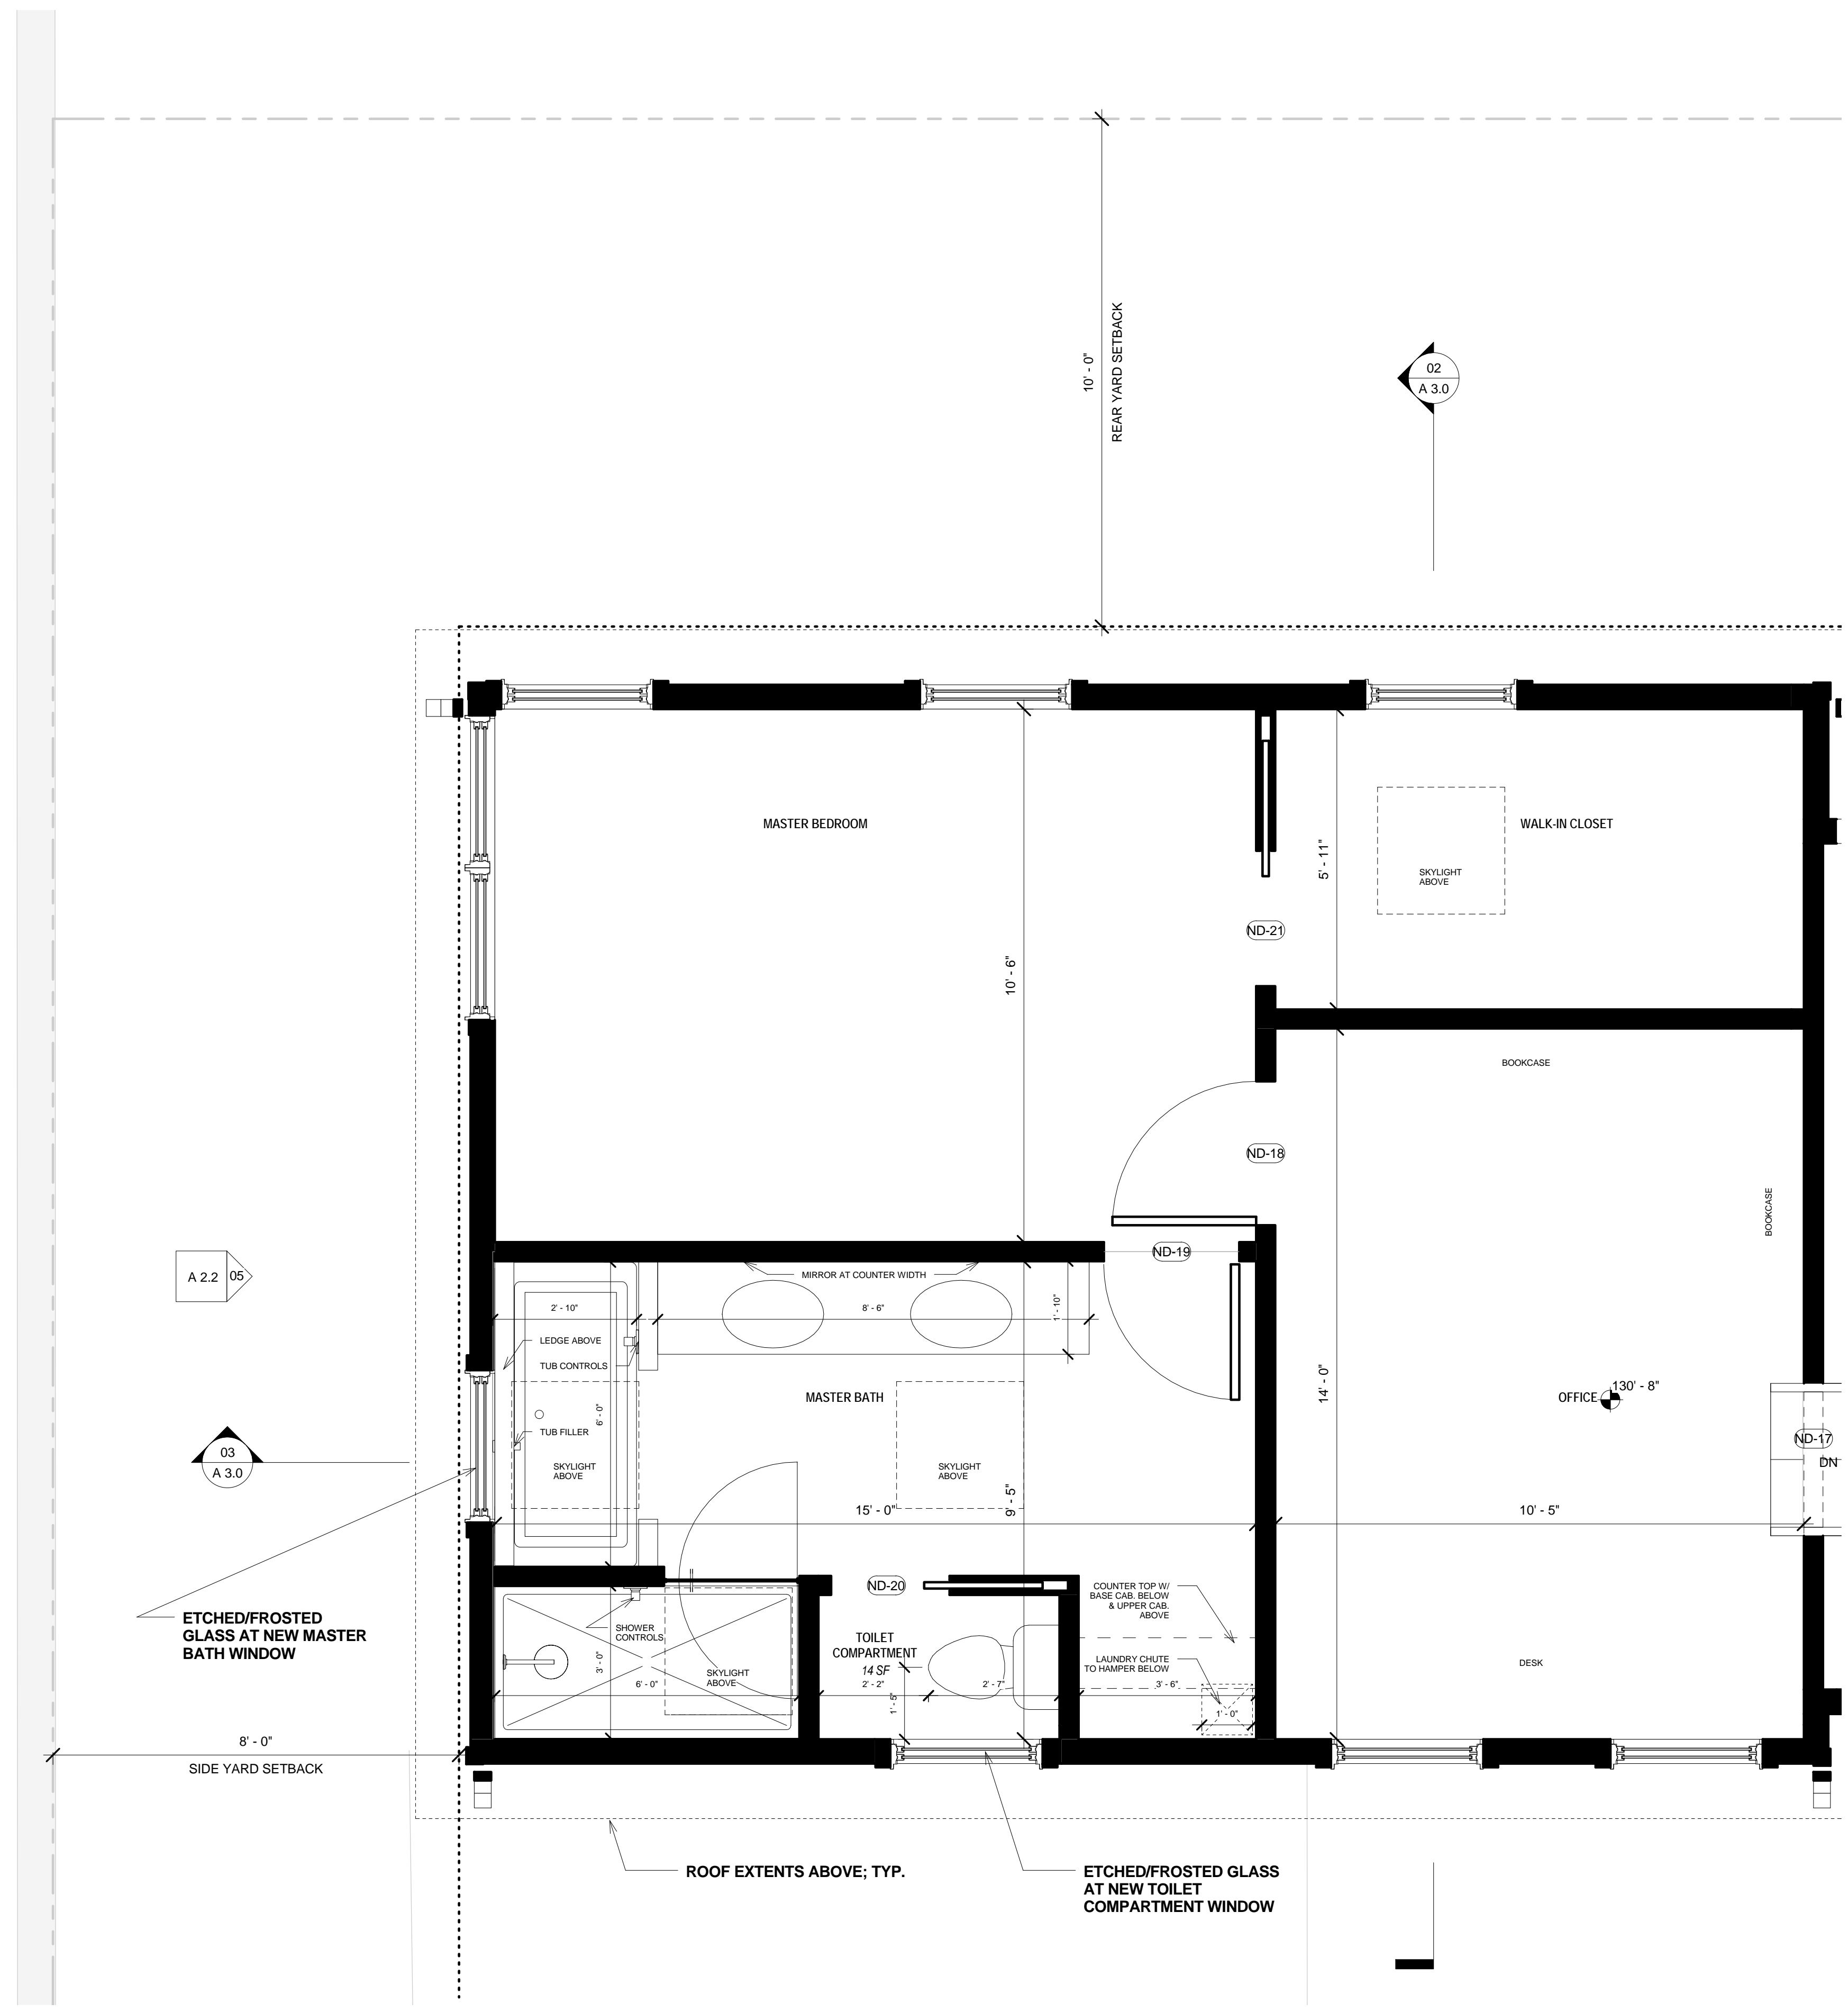 10' - 0"
REAR YARD SETBACK
02
A 3.0
MASTER BEDROOM
WALK-IN CLOSET
5' - 11"
SKYLIGHT
ABOVE
ND-21
10' - 6"
BOOKCASE
ND-18
BOOKCASE
ND-19
A 2.2
05
MIRROR AT COUNTER WIDTH
2' - 10"
8' - 6"
1' - 10"
LEDGE ABOVE
TUB CONTROLS
14' - 0"
MASTER BATH
OFFICE
130' - 8"
6' - 0"
TUB FILLER
ND-17
DN
03
A 3.0
SKYLIGHT
ABOVE
SKYLIGHT
ABOVE
9' - 5"
15' - 0"
10' - 5"
ND-20
COUNTER TOP W/
BASE CAB. BELOW
& UPPER CAB.
ABOVE
ETCHED/FROSTED
GLASS AT NEW MASTER
BATH WINDOW
SHOWER
CONTROLS
TOILET
COMPARTMENT
14 SF
LAUNDRY CHUTE
TO HAMPER BELOW
DESK
3' - 0"
SKYLIGHT
ABOVE
6' - 0"
2' - 2"
2' - 7"
3' - 6"
1' - 5"
1' - 0"
8' - 0"
SIDE YARD SETBACK
ROOF EXTENTS ABOVE; TYP.
ETCHED/FROSTED GLASS
AT NEW TOILET
COMPARTMENT WINDOW